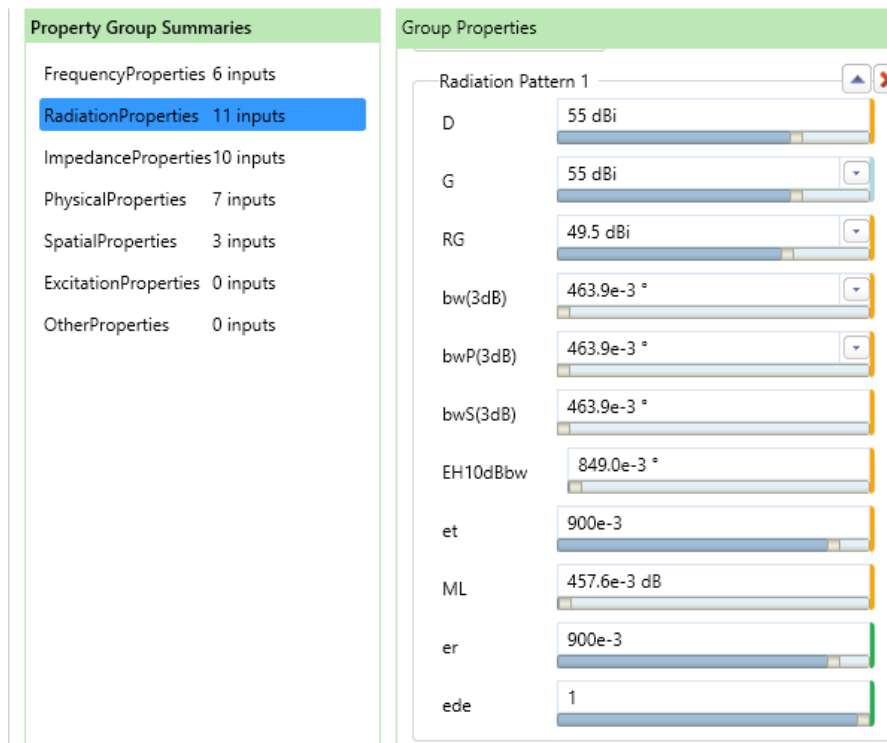 Property Group Summaries
FrequencyProperties 6 inputs
RadiationProperties 11 inputs
ImpedanceProperties 10 inputs
PhysicalProperties 7 inputs
SpatialProperties 3 inputs
ExcitationProperties 0 inputs
OtherProperties 0 inputs
Group Properties
Radiation Pattern 1
D 55 dBi
G 55 dBi
RG 49.5 dBi
bw(3dB) 463.9e-3 °
bwP(3dB) 463.9e-3 °
bwS(3dB) 463.9e-3 °
EH10dBbw 849.0e-3 °
et 900e-3
ML 457.6e-3 dB
er 900e-3
ede 1